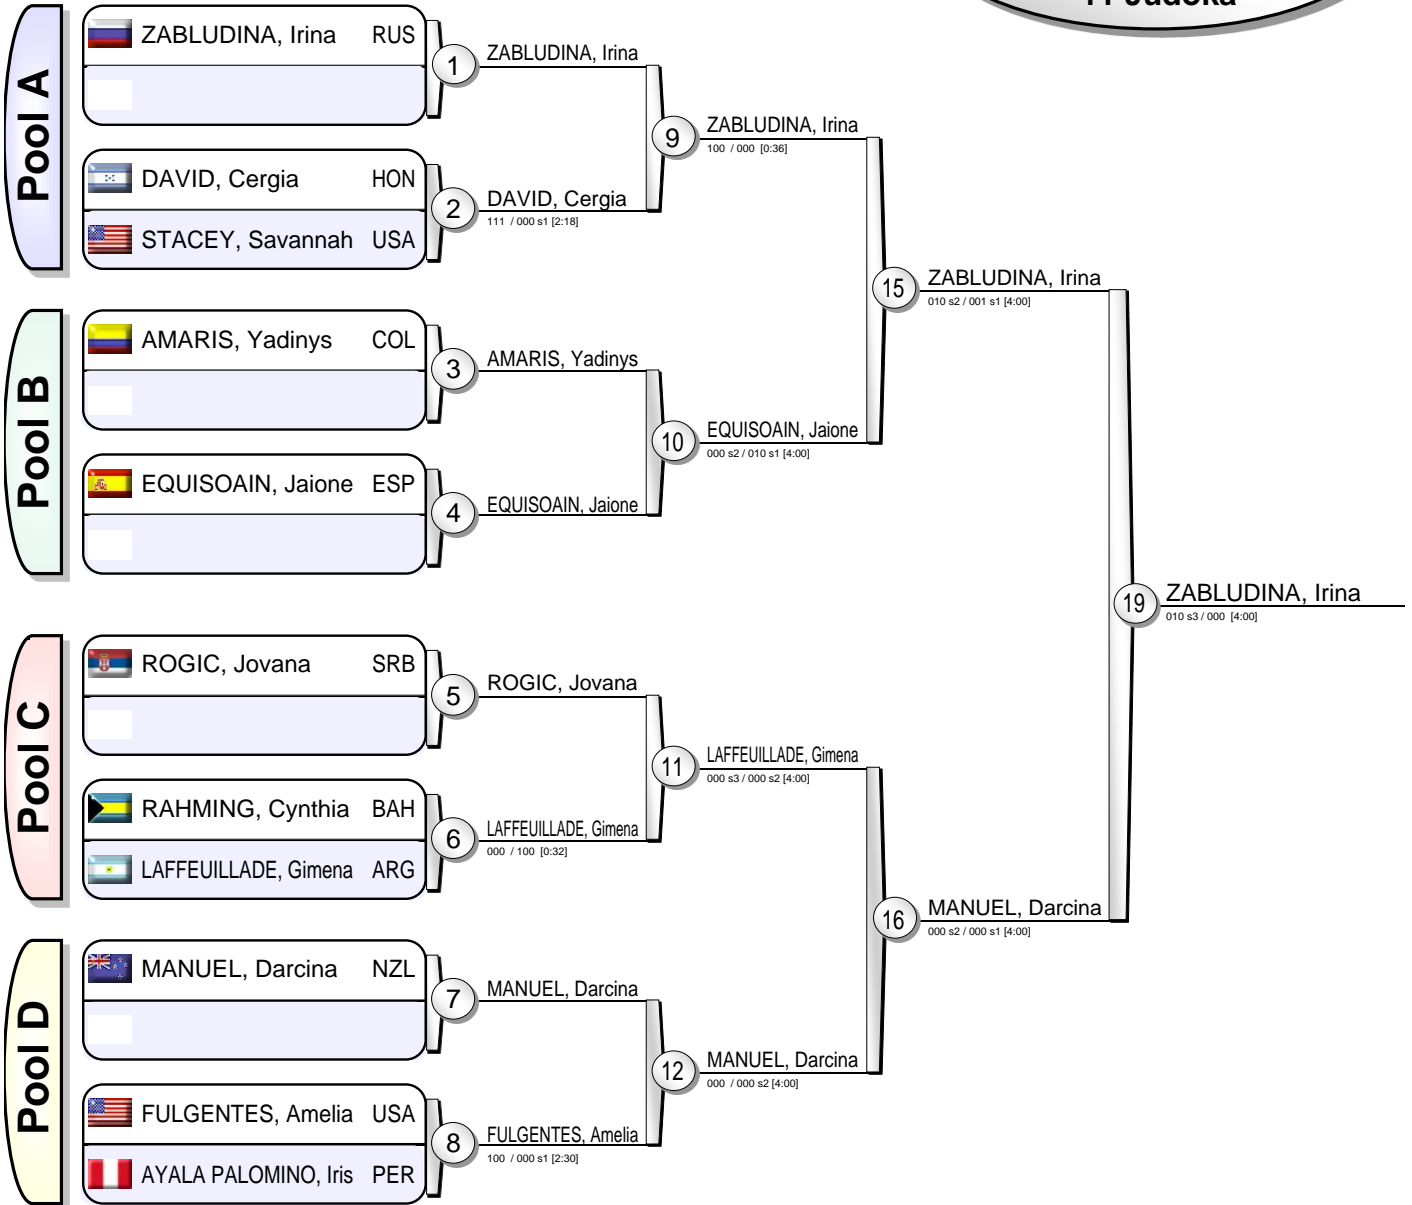 11 Judoka
Pool A
ZABLUDINA, Irina RUS
1
ZABLUDINA, Irina
DAVID, Cergia HON
STACEY, Savannah USA
2
DAVID, Cergia
111 / 000 s1 [2:18]
9
ZABLUDINA, Irina
100 / 000 [0:36]
Pool B
AMARIS, Yadinys COL
3
AMARIS, Yadinys
EQUISOAIN, Jaione ESP
4
EQUISOAIN, Jaione
10
EQUISOAIN, Jaione
000 s2 / 010 s1 [4:00]
15
ZABLUDINA, Irina
010 s2 / 001 s1 [4:00]
Pool C
ROGIC, Jovana SRB
5
ROGIC, Jovana
RAHMING, Cynthia BAH
LAFFEUILLADE, Gimena ARG
6
LAFFEUILLADE, Gimena
000 / 100 [0:32]
11
LAFFEUILLADE, Gimena
000 s3 / 000 s2 [4:00]
Pool D
MANUEL, Darcina NZL
7
MANUEL, Darcina
FULGENTES, Amelia USA
AYALA PALOMINO, Iris PER
8
FULGENTES, Amelia
100 / 000 s1 [2:30]
12
MANUEL, Darcina
000 / 000 s2 [4:00]
16
MANUEL, Darcina
000 s2 / 000 s1 [4:00]
19
ZABLUDINA, Irina
010 s3 / 000 [4:00]